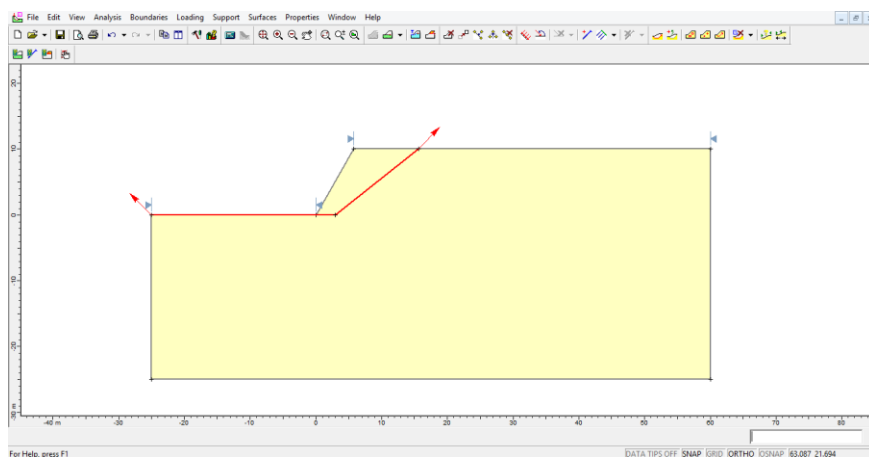 File Edit View Analysis Boundaries Loading Support Surfaces Properties Window Help
20
10
0
-10
-20
-30 m
-40 m -30 -20 -10 0 10 20 30 40 50 60 70 80
For Help, press F1 DATA TIPS OFF SNAP GRID ORTHO OSNAP 63.087 21.694